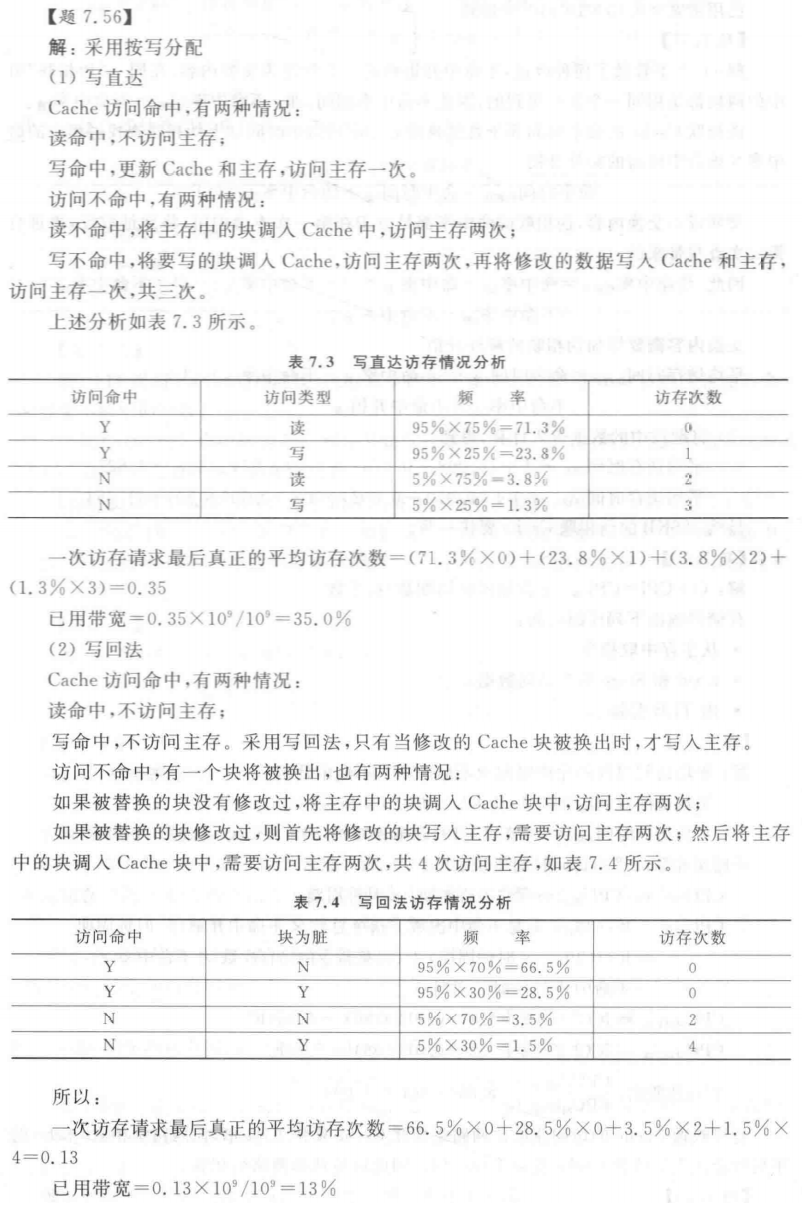 【题 7.56】
解：采用按写分配
(1) 写直达
Cache 访问命中,有两种情况：
读命中,不访问主存；
写命中,更新 Cache 和主存,访问主存一次。
访问不命中,有两种情况：
读不命中,将主存中的块调入 Cache 中,访问主存两次；
写不命中,将要写的块调入 Cache,访问主存两次,再将修改的数据写入 Cache 和主存,
访问主存一次,共三次。
上述分析如表 7.3 所示。
表 7.3 写直达访存情况分析
访问命中 访问类型 频 率 访存次数
Y 读 95%×75%=71.3% 0
Y 写 95%×25%=23.8% 1
N 读 5%×75%=3.8% 2
N 写 5%×25%=1.3% 3
一次访存请求最后真正的平均访存次数=(71.3%×0)+(23.8%×1)+(3.8%×2)+
(1.3%×3)=0.35
已用带宽=0.35×10⁹/10⁹=35.0%
(2) 写回法
Cache 访问命中,有两种情况：
读命中,不访问主存；
写命中,不访问主存。采用写回法,只有当修改的 Cache 块被换出时,才写入主存。
访问不命中,有一个块将被换出,也有两种情况：
如果被替换的块没有修改过,将主存中的块调入 Cache 块中,访问主存两次；
如果被替换的块修改过,则首先将修改的块写入主存,需要访问主存两次；然后将主存
中的块调入 Cache 块中,需要访问主存两次,共 4 次访问主存,如表 7.4 所示。
表 7.4 写回法访存情况分析
访问命中 块为脏 频 率 访存次数
Y N 95%×70%=66.5% 0
Y Y 95%×30%=28.5% 0
N N 5%×70%=3.5% 2
N Y 5%×30%=1.5% 4
所以：
一次访存请求最后真正的平均访存次数=66.5%×0+28.5%×0+3.5%×2+1.5%×
4=0.13
已用带宽=0.13×10⁹/10⁹=13%